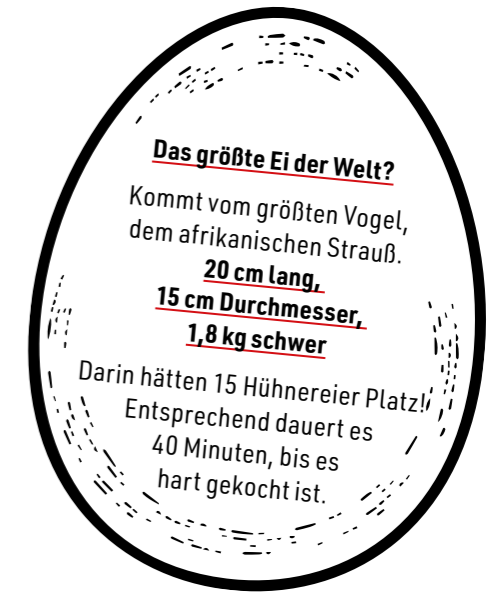 Das größte Ei der Welt?
Kommt vom größten Vogel,
dem afrikanischen Strauß.
20 cm lang,
15 cm Durchmesser,
1,8 kg schwer
Darin hätten 15 Hühnereier Platz!
Entsprechend dauert es
40 Minuten, bis es
hart gekocht ist.